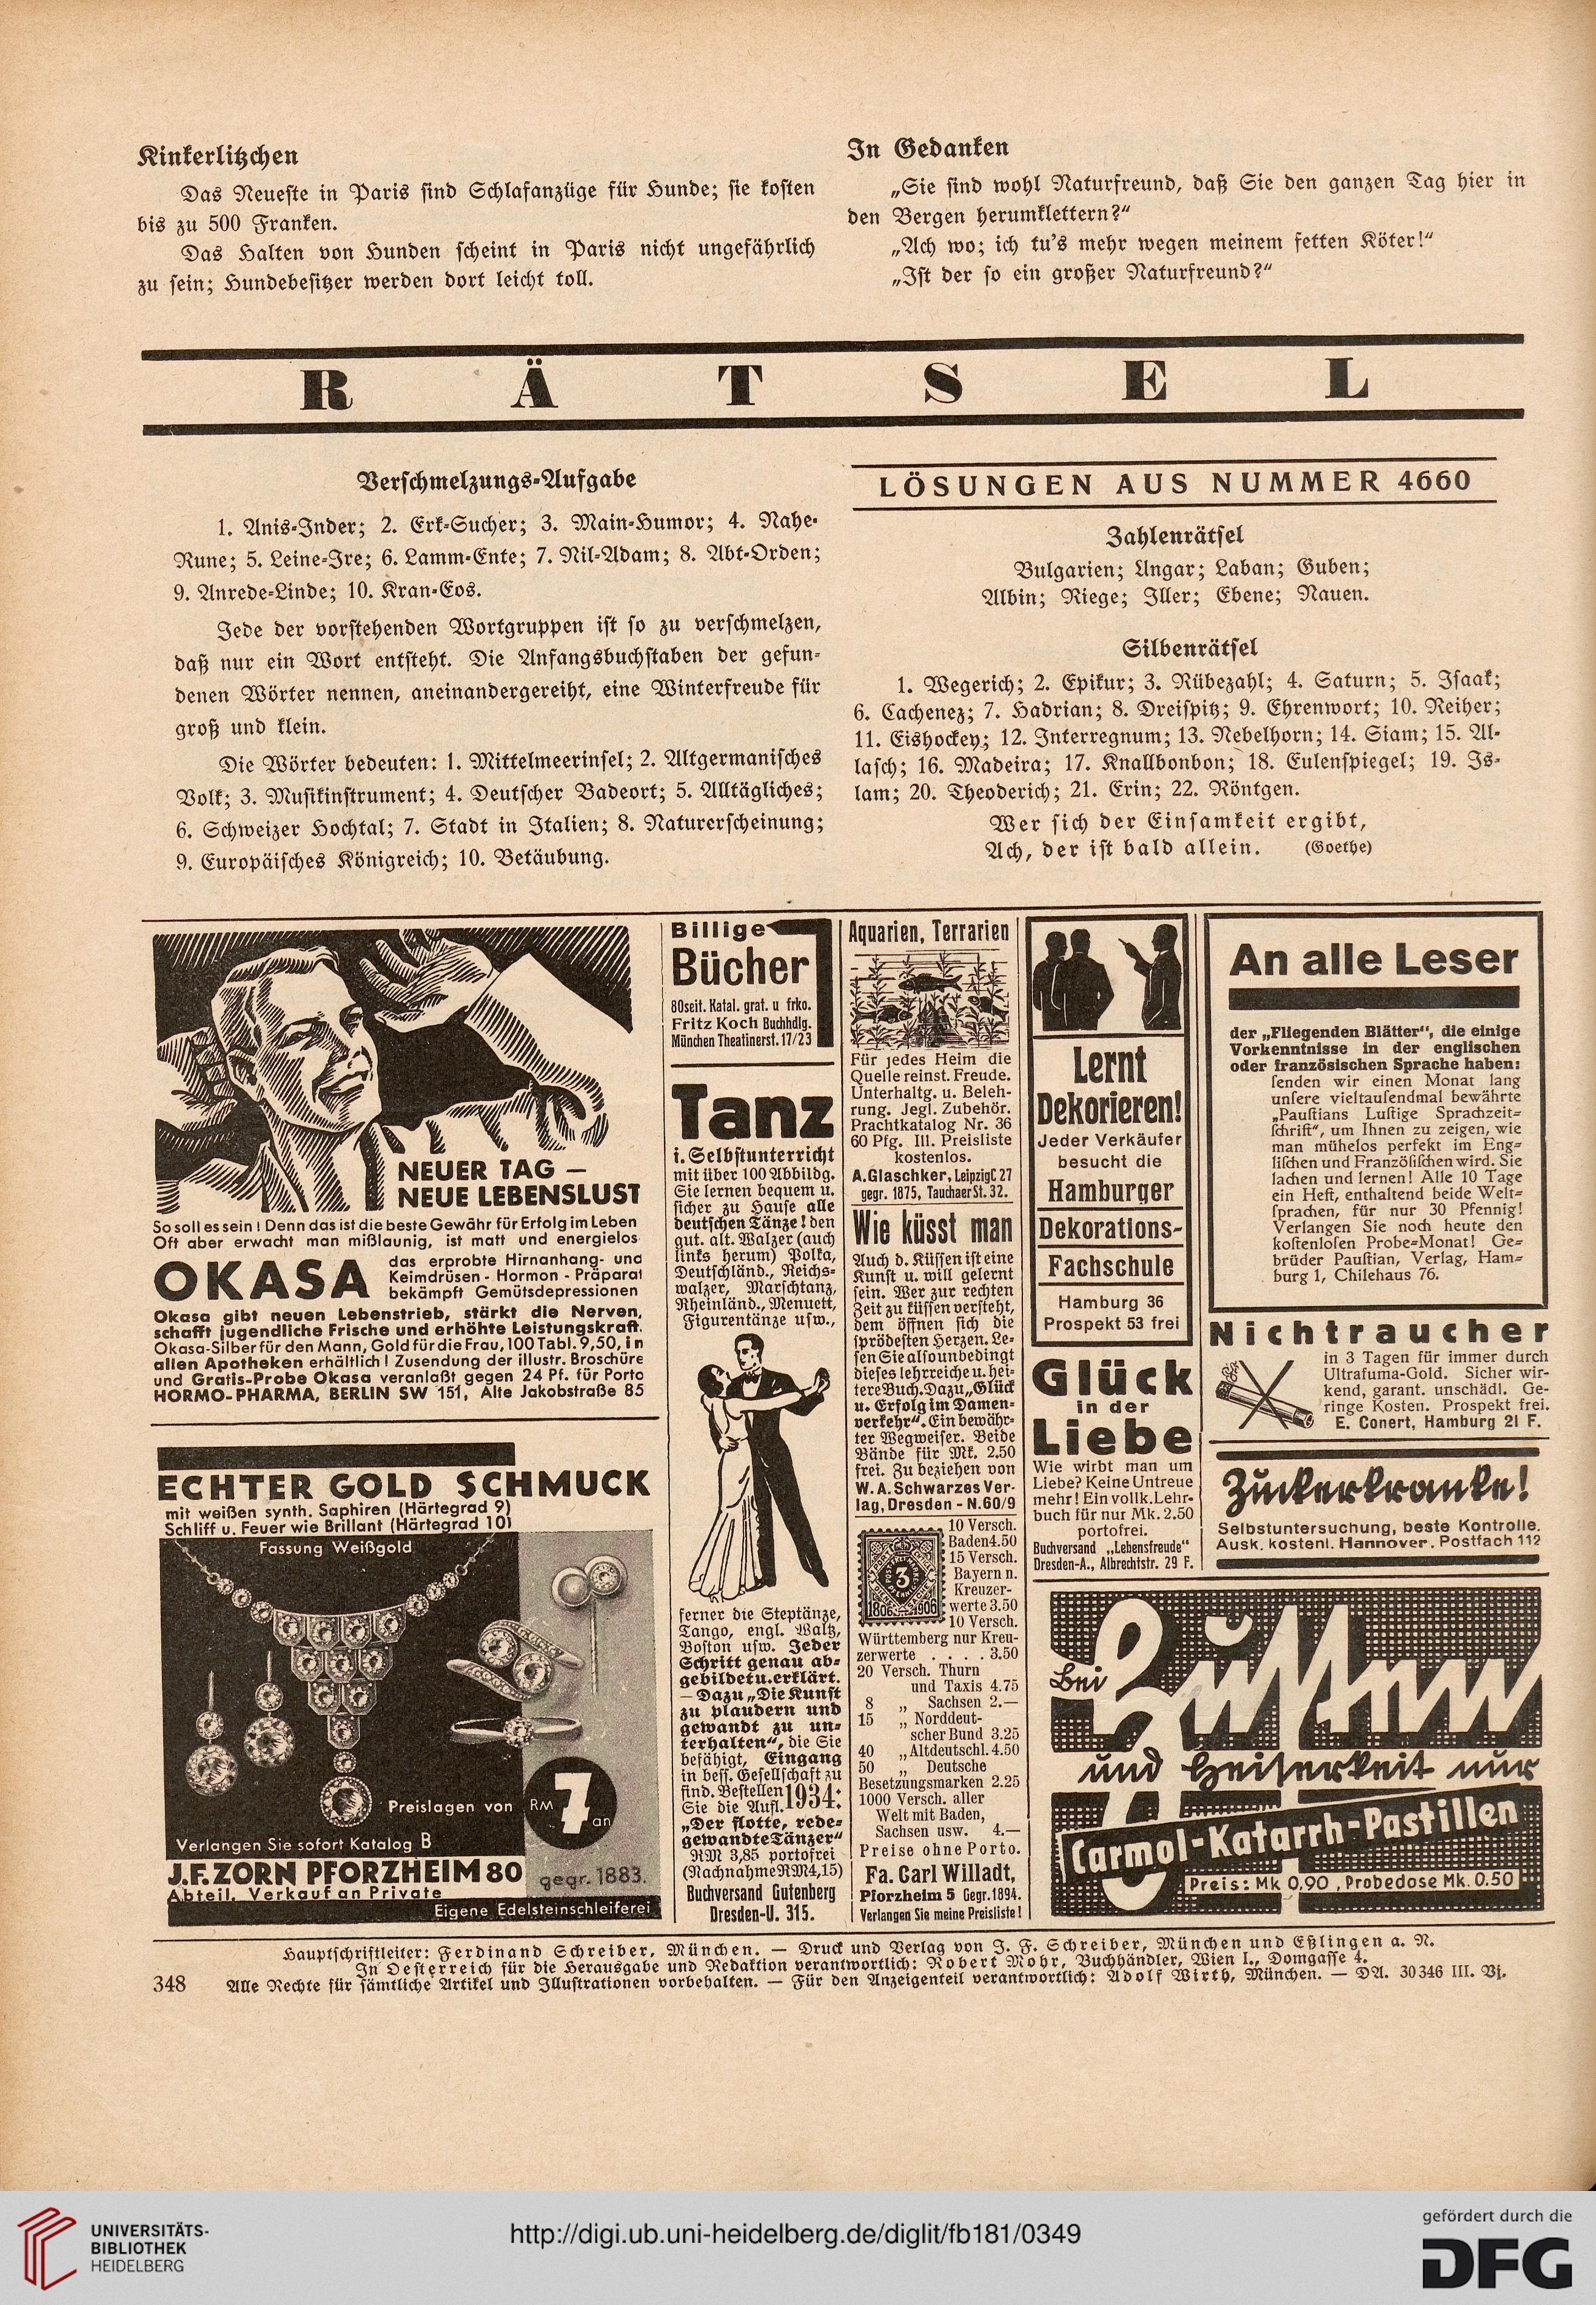 Kinkerlitzchen
Das Neueste in Paris sind Schlafanzüge für Hunde; sie kosten
bis zu 500 Franken.
Das Halten von Hunden scheint in Paris nicht ungefährlich
zu sein; Hundebesitzer werden dort leicht toll.
In Gedanken
„Sie sind wohl Naturfreund, daß Sie den ganzen Tag hier in
den Bergen herumklettern?“
„Ach wo; ich tu's mehr wegen meinem fetten Köter!“
„Ist der so ein großer Naturfreund?“
RÄTSEL
Verschmelzungs-Aufgabe
1. Anis-Inder; 2. Erk-Sucher; 3. Main-Humor; 4. Nahe-
Rune; 5. Leine-Ire; 6. Lamm-Ente; 7. Nil-Adam; 8. Abt-Orden;
9. Anrede-Linde; 10. Kran-Eos.
Jede der vorstehenden Wortgruppen ist so zu verschmelzen,
daß nur ein Wort entsteht. Die Anfangsbuchstaben der gefun-
denen Wörter nennen, aneinandergereiht, eine Winterfreude für
groß und klein.
Die Wörter bedeuten: 1. Mittelmeerinsel; 2. Altgermanisches
Volk; 3. Musikinstrument; 4. Deutscher Badeort; 5. Alltägliches;
6. Schweizer Hochtal; 7. Stadt in Italien; 8. Naturerscheinung;
9. Europäisches Königreich; 10. Betäubung.
LÖSUNGEN AUS NUMMER 4660
Zahlenrätsel
Bulgarien; Ungar; Laban; Guben;
Albin; Riege; Iller; Ebene; Nauen.
Silbenrätsel
1. Wegerich; 2. Epikur; 3. Rübezahl; 4. Saturn; 5. Isaak;
6. Cachenez; 7. Hadrian; 8. Dreispitz; 9. Ehrenwort; 10. Reiher;
11. Eishockey; 12. Interregnum; 13. Nebelhorn; 14. Siam; 15. Al-
lasch; 16. Madeira; 17. Knallbonbon; 18. Eulenspiegel; 19. Is-
lam; 20. Theoderich; 21. Erin; 22. Röntgen.
Wer sich der Einsamkeit ergibt,
Ach, der ist bald allein. (Goethe)
NEUER TAG —
NEUE LEBENSLUST
So soll es sein! Denn das ist die beste Gewähr für Erfolg im Leben
Oft aber erwacht man mißlaunig, ist matt und energielos
OKASA
das erprobte Hirnanhang- und
Keimdrüsen-Hormon-Präparat
bekämpft Gemütsdepressionen
Okasa gibt neuen Lebenstrieb, stärkt die Nerven,
schafft jugendliche Frische und erhöhte Leistungskraft.
Okasa-Silber für den Mann, Gold für die Frau, 100 Tabl. 9,50, in
allen Apotheken erhältlich! Zusendung der illustr. Broschüre
und Gratis-Probe Okasa veranlaßt gegen 24 Pf. für Porto
HORMO-PHARMA, BERLIN SW 151, Alte Jakobstraße 85
ECHTER GOLD SCHMUCK
mit weißen synth. Saphiren (Härtegrad 9)
Schliff u. Feuer wie Brillant (Härtegrad 10)
Fassung Weißgold
Preislagen von RM 7 an
Verlangen Sie sofort Katalog B
J.F. ZORN PFORZHEIM 80 gegr. 1883.
Abteil. Verkauf an Private
Eigene Edelsteinschleiferei
Billige
Bücher
80seit. Katal. grat. u frko.
Fritz Koch Buchhdlg.
München Theatinerst. 17/23
Tanz
i. Selbstunterricht
mit über 100 Abbildg.
Sie lernen bequem u.
sicher zu Hause alle
deutschen Tänze! den
gut. alt. Walzer (auch
links herum) Polka,
Deutschländ., Reichs-
walzer, Marschtanz,
Rheinländ., Menuett,
Figurentänze usw.,
ferner die Steptänze,
Tango, engl. Waltz,
Boston usw. Jeder
Schritt genau ab-
gebildet u. erklärt.
— Dazu „Die Kunst
zu plaudern und
gewandt zu un-
terhalten“, die Sie
befähigt, Eingang
in bess. Gesellschaft zu
find. Bestellen
Sie die Aufl. 1934:
„Der flotte, rede-
gewandte Tänzer“
RM 3,85 portofrei
(Nachnahme RM 4,15)
Buchversand Gutenberg
Dresden-U. 315.
Aquarien, Terrarien
Für jedes Heim die
Quelle reinst. Freude.
Unterhaltg. u. Beleh-
rung. Jegl. Zubehör.
Prachtkatalog Nr. 36
60 Pfg. Ill. Preisliste
kostenlos.
A. Glaschker, Leipzig C 27
gegr. 1875, Tauchaer St. 32.
Wie küsst man
Auch d. Küssen ist eine
Kunst u. will gelernt
sein. Wer zur rechten
Zeit zu küssen versteht,
dem öffnen sich die
sprödesten Herzen. Le-
sen Sie also unbedingt
dieses lehrreiche u. hei-
tere Buch. Dazu „Glück
u. Erfolg im Damen-
verkehr“. Ein bewähr-
ter Wegweiser. Beide
Bände für Mk. 2.50
frei. Zu beziehen von
W. A. Schwarzes Ver-
lag, Dresden - N. 60/9
3
1806 1906
10 Versch.
Baden 4.50
15 Versch.
Bayern n.
Kreuzer-
werte 3.50
10 Versch.
Württemberg nur Kreu-
zerwerte . . . . 3.50
20 Versch. Thurn
und Taxis 4.75
8 „ Sachsen 2.—
15 „ Norddeut-
scher Bund 3.25
40 „ Altdeutschl. 4.50
50 „ Deutsche
Besetzungsmarken 2.25
1000 Versch. aller
Welt mit Baden,
Sachsen usw. 4.—
Preise ohne Porto.
Fa. Carl Willadt,
Pforzheim 5 Gegr. 1894.
Verlangen Sie meine Preisliste!
Lernt
Dekorieren!
Jeder Verkäufer
besucht die
Hamburger
Dekorations-
Fachschule
Hamburg 36
Prospekt 53 frei
Glück
in der
Liebe
Wie wirbt man um
Liebe? Keine Untreue
mehr! Ein vollk. Lehr-
buch für nur Mk. 2.50
portofrei.
Buchversand „Lebensfreude“
Dresden-A., Albrechtstr. 29 F.
An alle Leser
der „Fliegenden Blätter“, die einige
Vorkenntnisse in der englischen
oder französischen Sprache haben:
senden wir einen Monat lang
unsere vieltausendmal bewährte
„Paustians Lustige Sprachzeit-
schrift“, um Ihnen zu zeigen, wie
man mühelos perfekt im Eng-
lischen und Französischen wird. Sie
lachen und lernen! Alle 10 Tage
ein Heft, enthaltend beide Welt-
sprachen, für nur 30 Pfennig!
Verlangen Sie noch heute den
kostenlosen Probe-Monat! Ge-
brüder Paustian, Verlag, Ham-
burg 1, Chilehaus 76.
Nichtraucher
in 3 Tagen für immer durch
Ultrafuma-Gold. Sicher wir-
kend, garant. unschädl. Ge-
ringe Kosten. Prospekt frei.
E. Conert, Hamburg 21 F.
Zuckerkranke!
Selbstuntersuchung, beste Kontrolle.
Ausk. kostenl. Hannover, Postfach 112
Bei Husten
und Heiserkeit nur
Carmol-Katarrh-Pastillen
Preis: Mk 0.90, Probedose Mk. 0.50
Hauptschriftleiter: Ferdinand Schreiber, München. — Druck und Verlag von J. F. Schreiber, München und Eßlingen a. N.
In Oesterreich für die Herausgabe und Redaktion verantwortlich: Robert Mohr, Buchhändler, Wien I., Domgasse 4.
348 Alle Rechte für sämtliche Artikel und Illustrationen vorbehalten. — Für den Anzeigenteil verantwortlich: Adolf Wirth, München. — DA. 30346 III. Vj.
UNIVERSITÄTS-
BIBLIOTHEK
HEIDELBERG
http://digi.ub.uni-heidelberg.de/diglit/fb181/0349
gefördert durch die
DFG